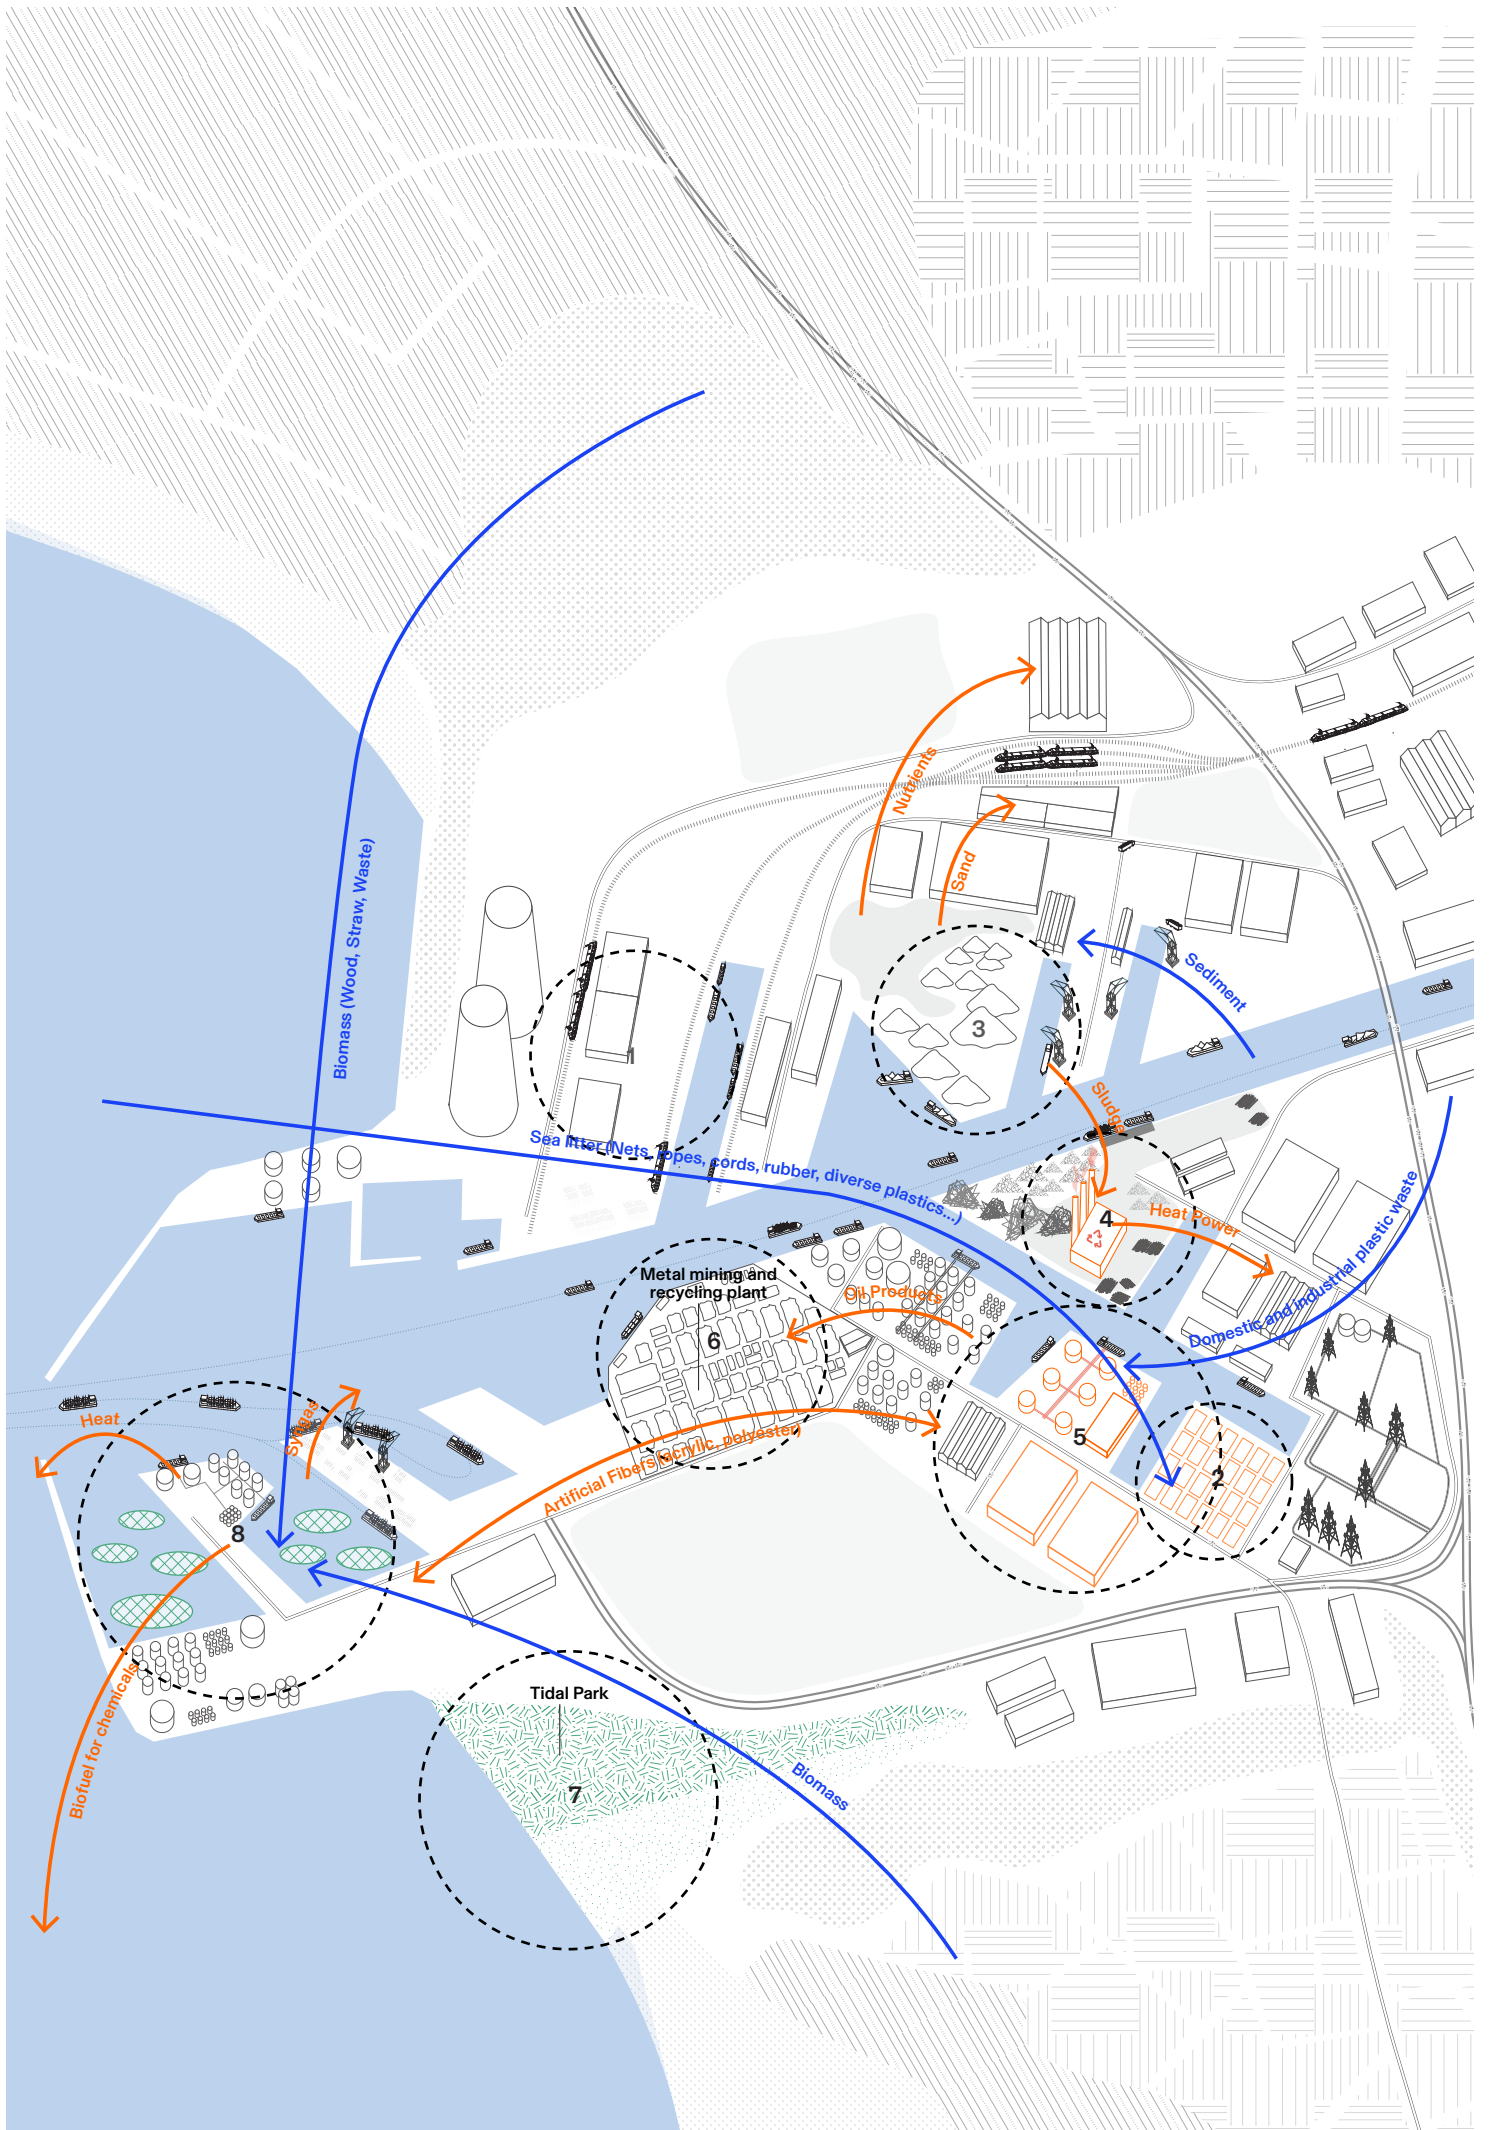 Nutrients
Sand
Biomass (Wood, Straw, Waste)
Sediment
3
1
Sludge
Sea litter (Nets, ropes, cords, rubber, diverse plastics...)
4
Heat Power
Domestic and industrial plastic waste
Metal mining and
recycling plant
Oil Products
6
Heat
Syngas
5
Artificial Fibers (acrylic, polyester)
2
8
Biofuel for chemicals
Tidal Park
7
Biomass